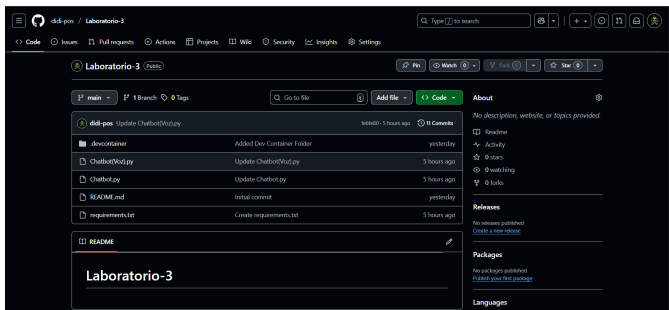 didi-pos / Laboratorio-3
Type / to search
Code Issues Pull requests Actions Projects Wiki Security Insights Settings
Laboratorio-3 Public
Pin Watch 0 Fork 0 Star 0
main 1 Branch 0 Tags
Go to file t Add file Code
didi-pos Update Chatbot(Voz).py
5 hours ago 11 Commits
.devcontainer Added Dev Container Folder yesterday
Chatbot(Voz).py Update Chatbot(Voz).py 5 hours ago
Chatbot.py Update Chatbot.py 5 hours ago
README.md Initial commit yesterday
requirements.txt Create requirements.txt 5 hours ago
README
Laboratorio-3
About
No description, website, or topics provided.
Readme
Activity
0 stars
0 watching
0 forks
Releases
No releases published
Create a new release
Packages
No packages published
Publish your first package
Languages